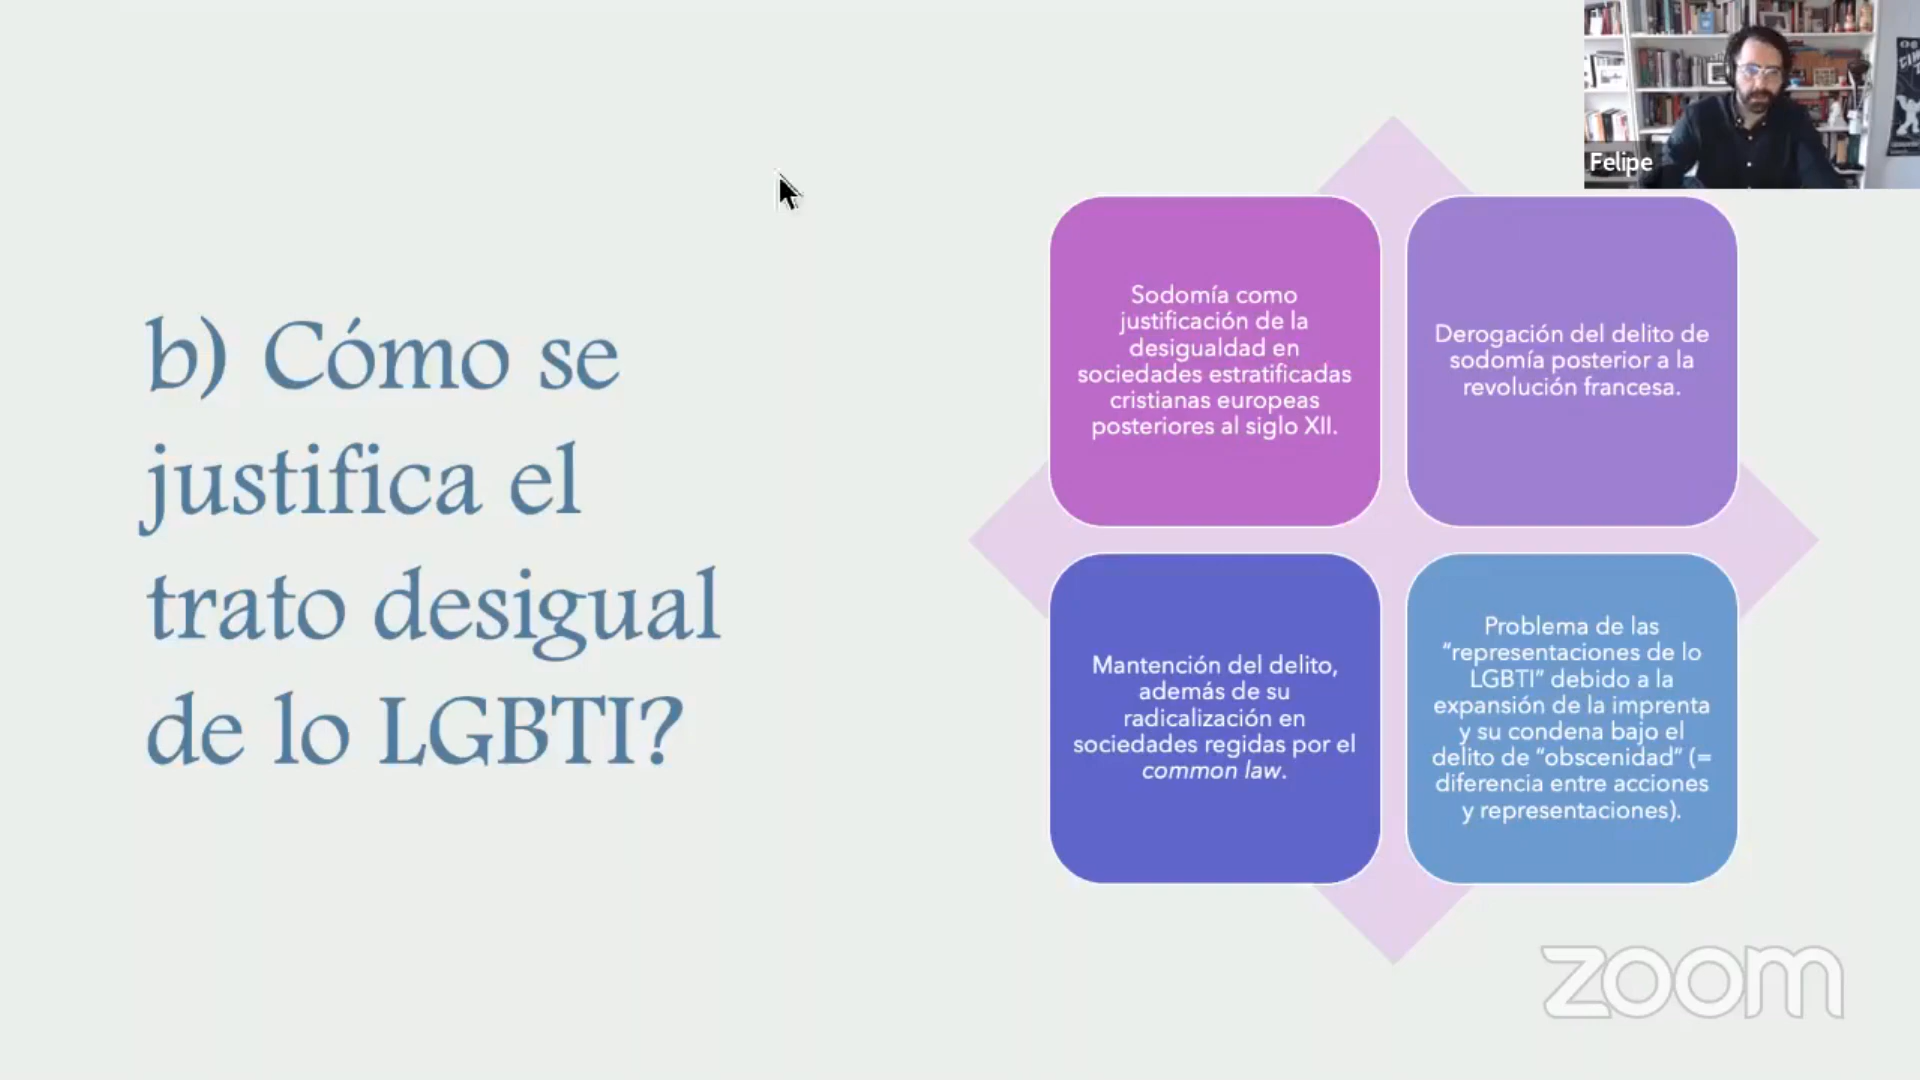 b) Cómo se
justifica el
trato desigual
de lo LGBTI?
Sodomía como
justificación de la
desigualdad en
sociedades estratificadas
cristianas europeas
posteriores al siglo XII.
Derogación del delito de
sodomía posterior a la
revolución francesa.
Mantención del delito,
además de su
radicalización en
sociedades regidas por el
common law.
Problema de las
“representaciones de lo
LGBTI” debido a la
expansión de la imprenta
y su condena bajo el
delito de “obscenidad” (=
diferencia entre acciones
y representaciones).
Felipe
zoom